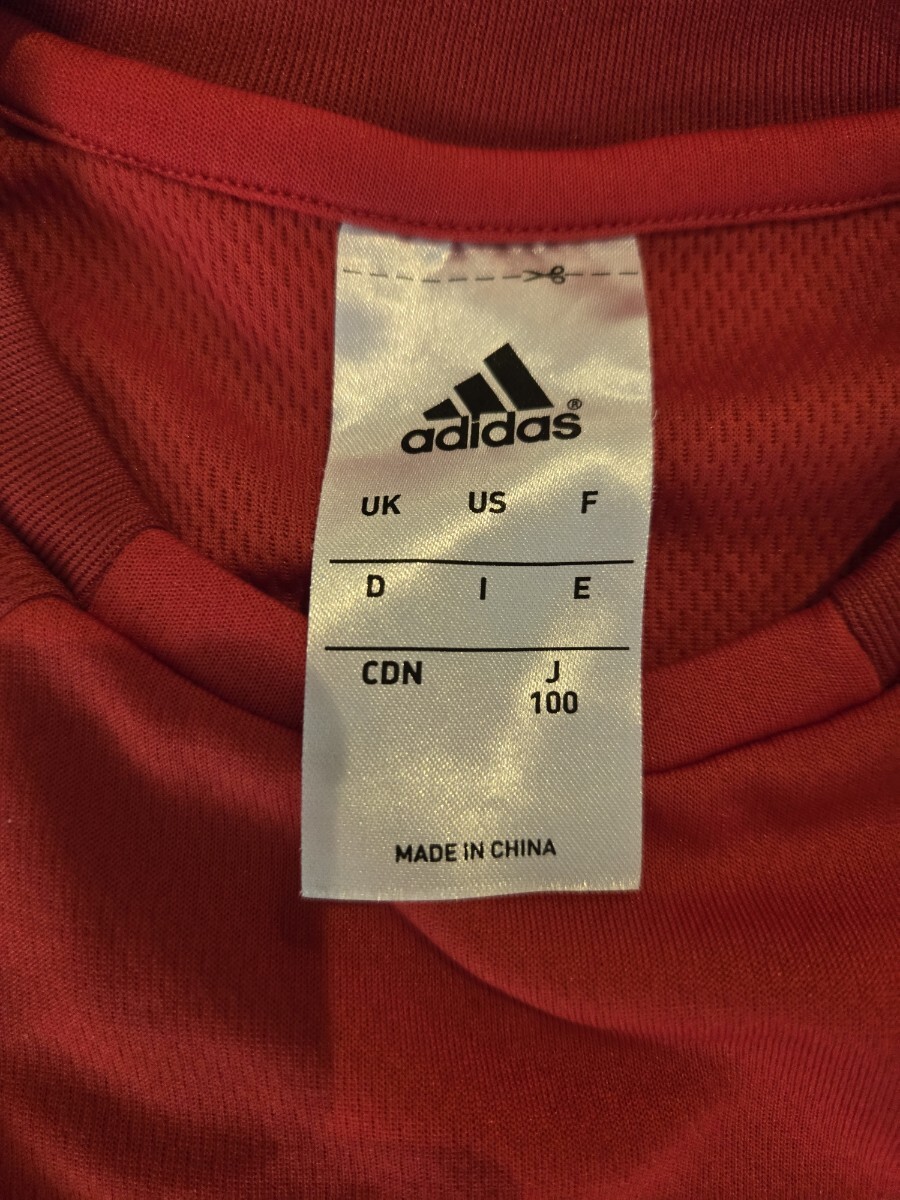 adidas®
UK US F
D I E
CDN J
100
MADE IN CHINA